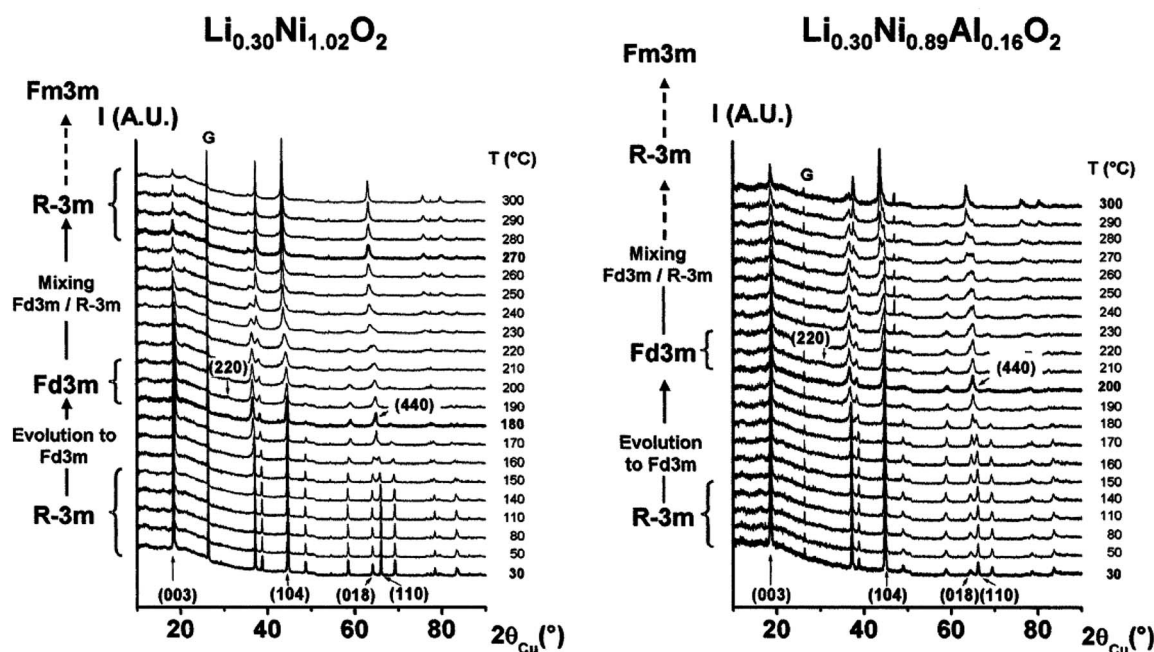 Li0.30Ni1.02O2
Fm3m
I (A.U.)
G
T (°C)
R-3m
300
290
280
270
260
Mixing
Fd3m / R-3m
250
240
230
220
(220)
210
Fd3m
200
190
(440)
180
Evolution to
Fd3m
170
160
150
140
R-3m
110
80
50
30
(003)
(104)
(018)
(110)
20
40
60
80
2θCu(°)
Li0.30Ni0.89Al0.16O2
Fm3m
I (A.U.)
R-3m
G
T (°C)
300
290
280
Mixing
Fd3m / R-3m
270
260
250
240
230
Fd3m
(220)
220
210
(440)
200
190
Evolution
to Fd3m
180
170
160
150
R-3m
140
110
80
50
30
(003)
(104)
(018)
(110)
20
40
60
80
2θCu(°)